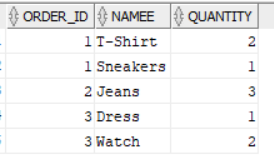 ORDER_ID NAMEE QUANTITY
1 T-Shirt 2
1 Sneakers 1
2 Jeans 3
3 Dress 1
3 Watch 2